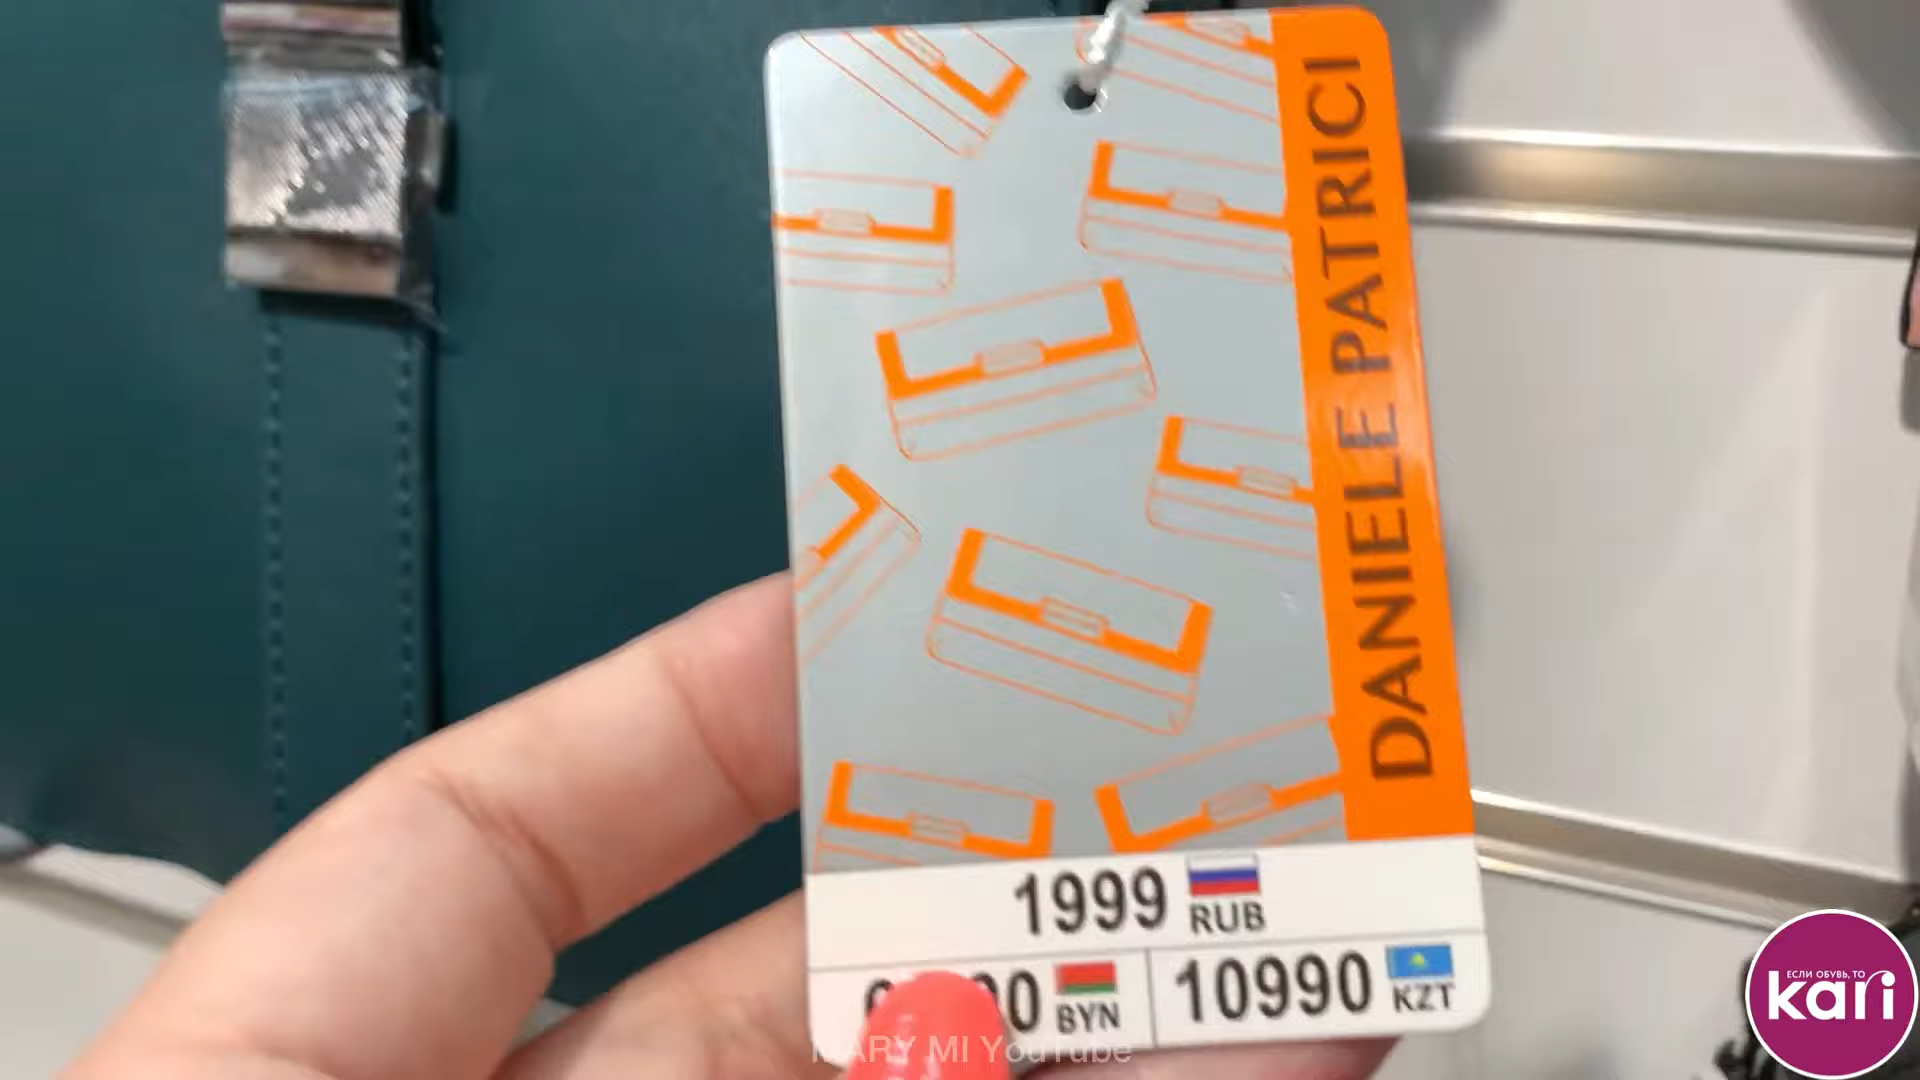 DANIELE PATRICI
1999 RUB
BYN
10990 KZT
MARY MI YouTube
ЕСЛИ ОБУВЬ, ТО
kari